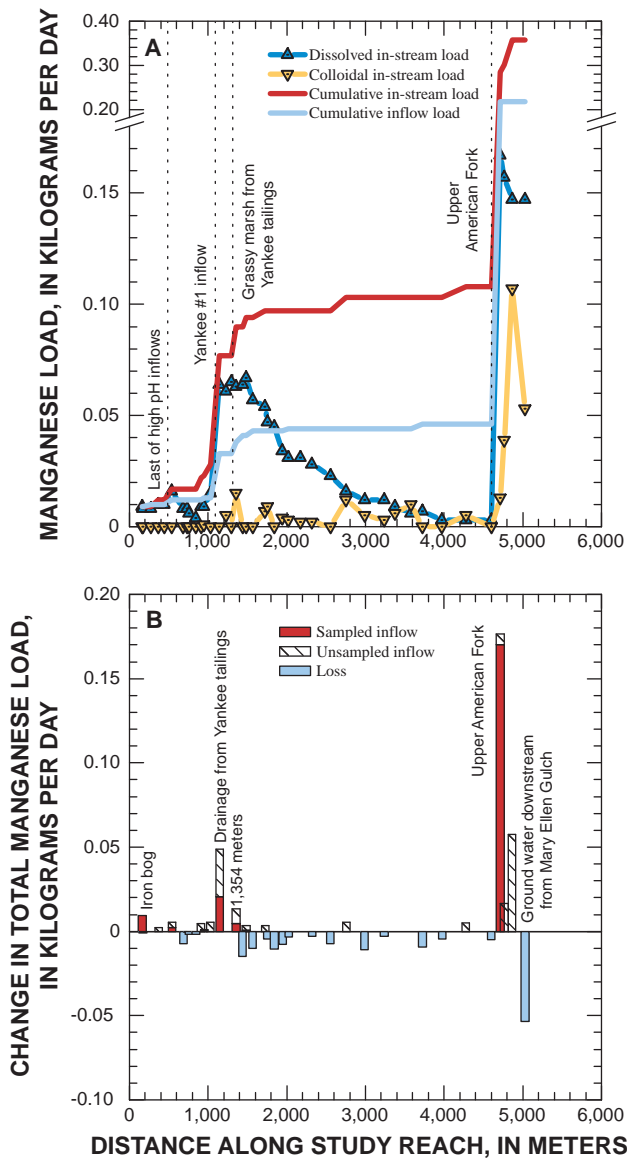 MANGANESE LOAD, IN KILOGRAMS PER DAY
0.40
0.30
0.20
0.15
0.10
0.05
0
A
Dissolved in-stream load
Colloidal in-stream load
Cumulative in-stream load
Cumulative inflow load
Last of high pH inflows
Yankee #1 inflow
Grassy marsh from
Yankee tailings
Upper
American Fork
0 1,000 2,000 3,000 4,000 5,000 6,000
CHANGE IN TOTAL MANGANESE LOAD,
IN KILOGRAMS PER DAY
0.20
0.15
0.10
0.05
0
-0.05
-0.10
B
Sampled inflow
Unsampled inflow
Loss
Iron bog
Drainage from Yankee tailings
1,354 meters
Upper American Fork
Ground water downstream
from Mary Ellen Gulch
0 1,000 2,000 3,000 4,000 5,000 6,000
DISTANCE ALONG STUDY REACH, IN METERS